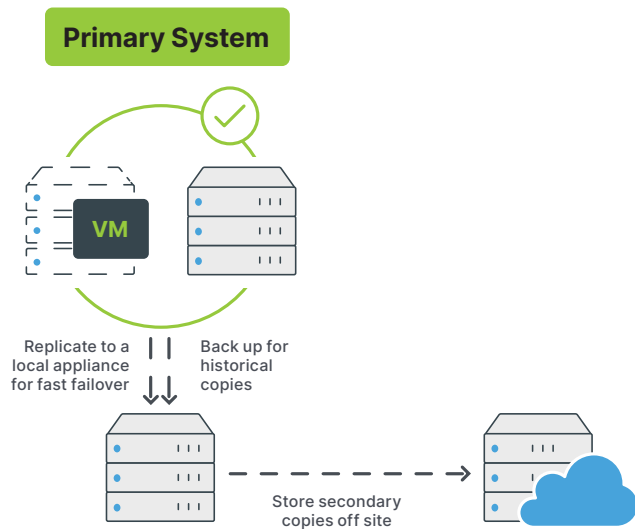 Primary System
VM
Replicate to a
local appliance
for fast failover
Back up for
historical
copies
Store secondary
copies off site